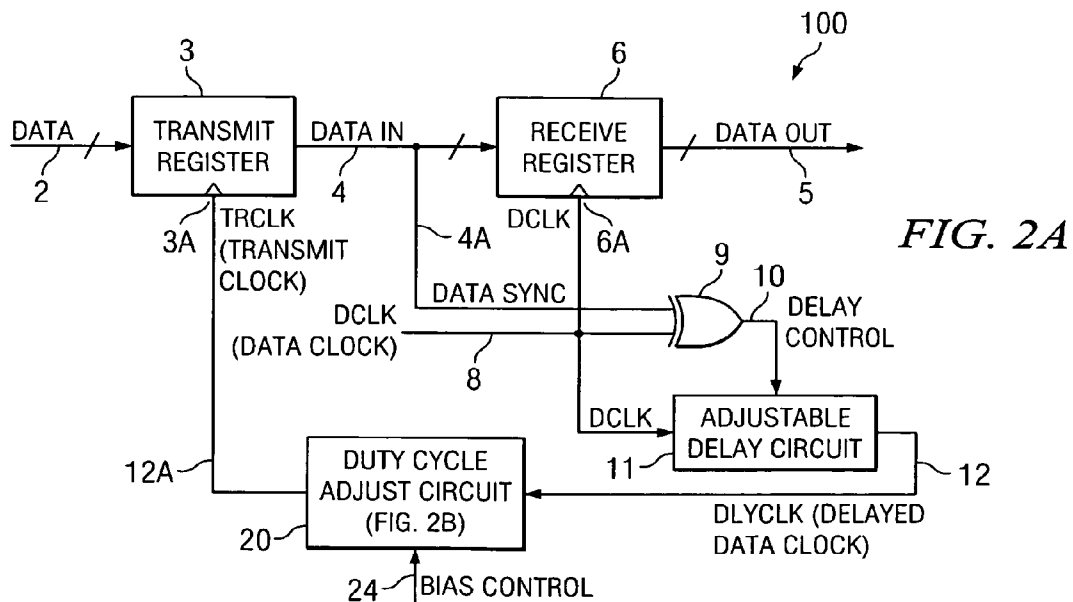 100
3
6
DATA
TRANSMIT
REGISTER
DATA IN
RECEIVE
REGISTER
DATA OUT
2
4
5
3A
TRCLK
(TRANSMIT
CLOCK)
4A
DCLK
6A
FIG. 2A
9
10
DATA SYNC
DELAY
CONTROL
DCLK
(DATA CLOCK)
8
DCLK
ADJUSTABLE
DELAY CIRCUIT
11
12
12A
DUTY CYCLE
ADJUST CIRCUIT
(FIG. 2B)
20
DLYCLK (DELAYED
DATA CLOCK)
24
BIAS CONTROL